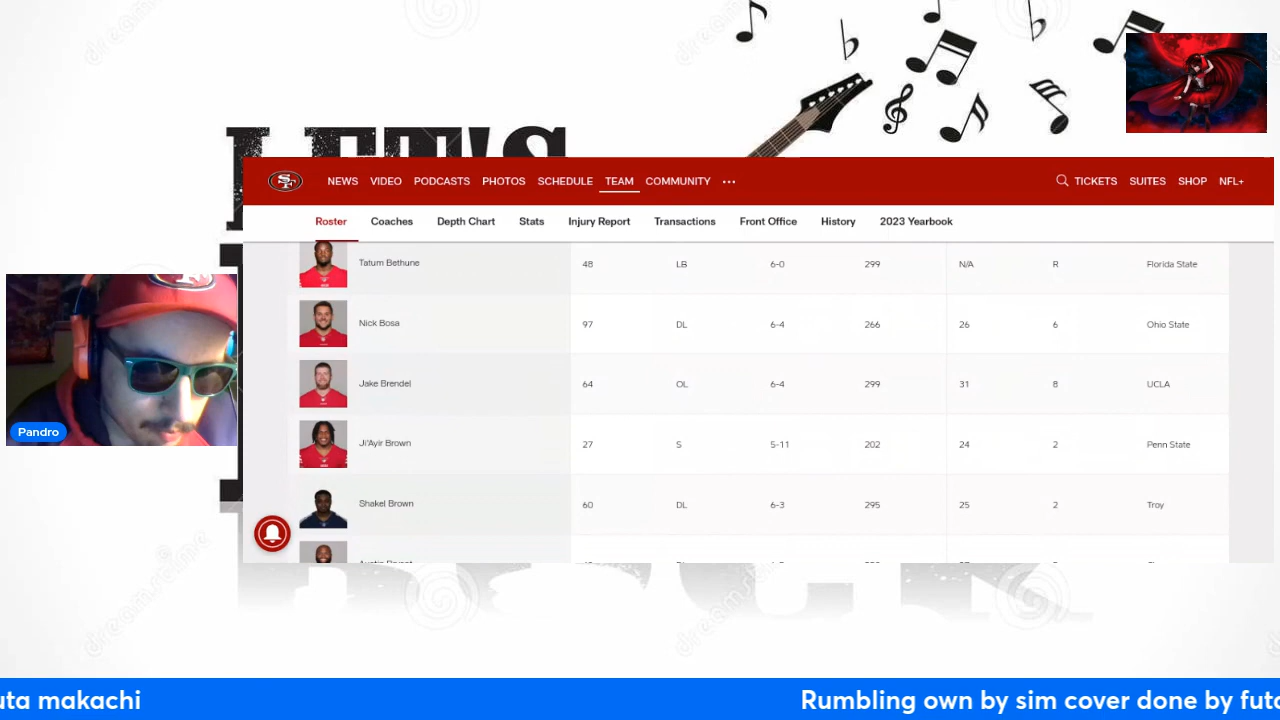 LET'S
NEWS VIDEO PODCASTS PHOTOS SCHEDULE TEAM COMMUNITY ••• TICKETS SUITES SHOP NFL+
Roster Coaches Depth Chart Stats Injury Report Transactions Front Office History 2023 Yearbook
Tatum Bethune 48 LB 6-0 299 N/A R Florida State
Nick Bosa 97 DL 6-4 266 26 6 Ohio State
Jake Brendel 64 OL 6-4 299 31 8 UCLA
Ji'Ayir Brown 27 S 5-11 202 24 2 Penn State
Shakel Brown 60 DL 6-3 295 25 2 Troy
Pandro
uta makachi Rumbling own by sim cover done by futa